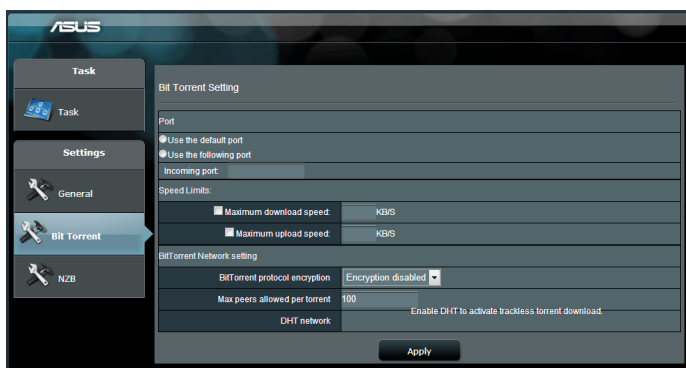 ASUS
Task
Task
Settings
General
Bit Torrent
NZB
Bit Torrent Setting
Port
Use the default port
Use the following port
Incoming port:
Speed Limits:
Maximum download speed: KB/S
Maximum upload speed: KB/S
BitTorrent Network setting
BitTorrent protocol encryption Encryption disabled
Max peers allowed per torrent 100
DHT network Enable DHT to activate trackless torrent download.
Apply